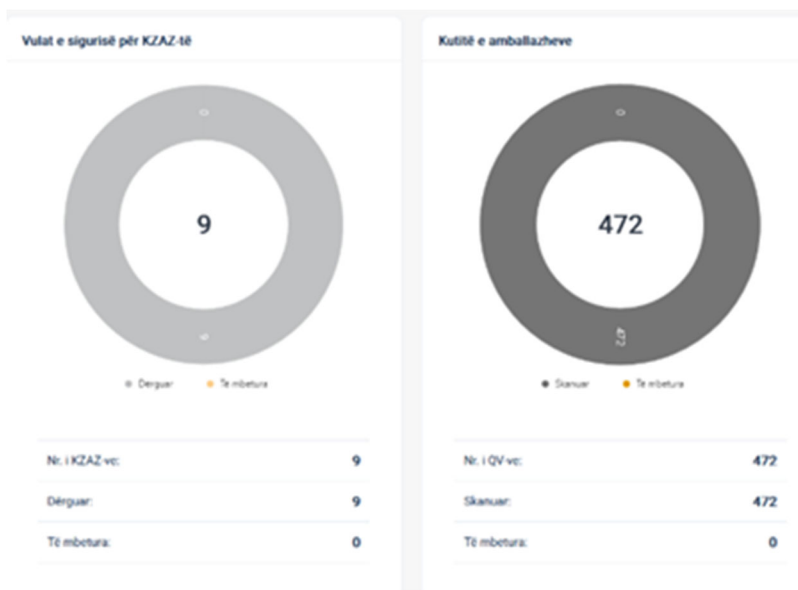 Vulat e sigurisë për KZAZ-të
0
9
9
Dërguar Të mbetura
Nr. i KZAZ-ve: 9
Dërguar: 9
Të mbetura: 0
Kutitë e amballazheve
0
472
472
Skanuar Të mbetura
Nr. i QV-ve: 472
Skanuar: 472
Të mbetura: 0